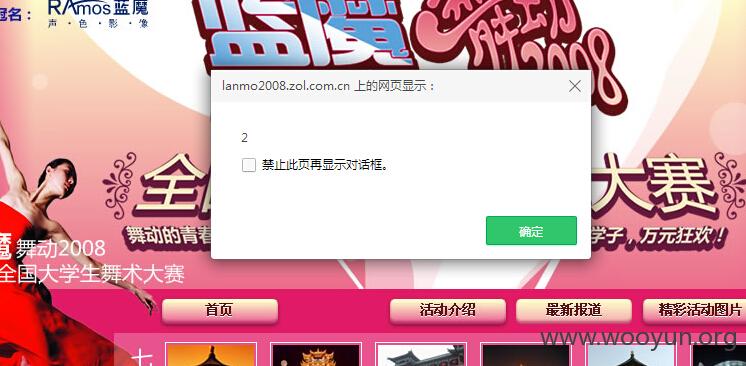 冠名：
RAmos蓝魔
声·色·影·像
蓝魔
舞动
2008
lanmo2008.zol.com.cn 上的网页显示：
2
禁止此页再显示对话框。
确定
全
大赛
舞动的青春
学子，万元狂欢！
魔 舞动2008
全国大学生舞术大赛
首页
活动介绍
最新报道
精彩活动图片
www.wooyun.org
七